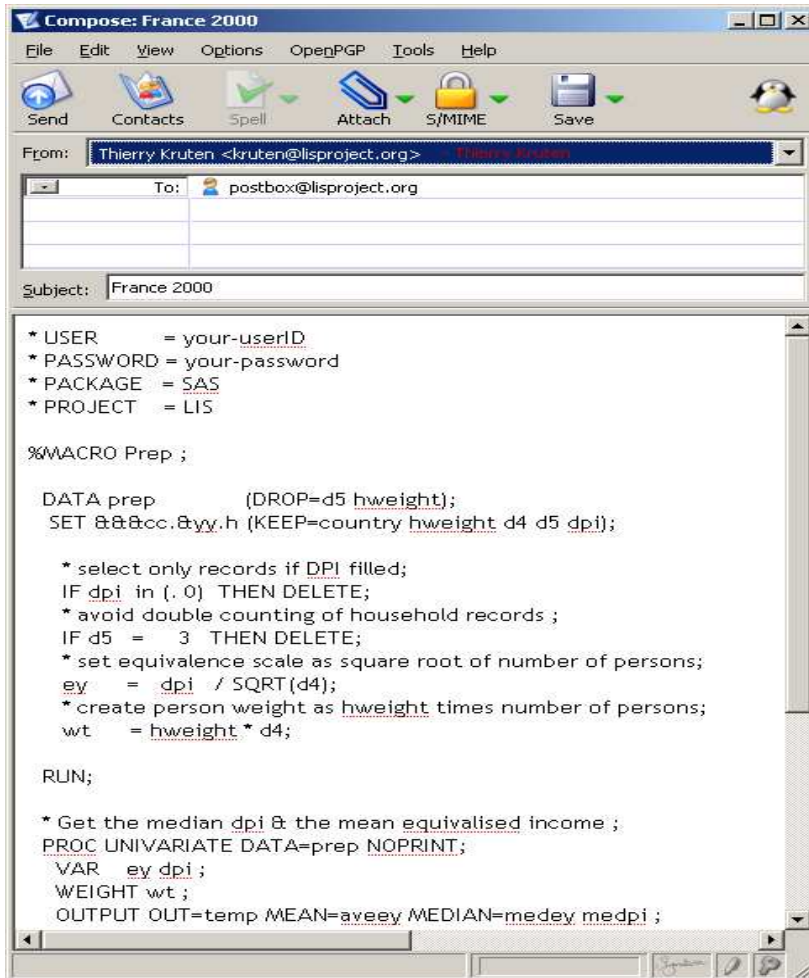 Compose: France 2000
File Edit View Options OpenPGP Tools Help
Send Contacts Spell Attach S/MIME Save
From: Thierry Kruten <kruten@lisproject.org> - Thierry Kruten
To: postbox@lisproject.org
Subject: France 2000
* USER = your-userID
* PASSWORD = your-password
* PACKAGE = SAS
* PROJECT = LIS
%MACRO Prep ;
DATA prep (DROP=d5 hweight);
SET &&&cc.&yy.h (KEEP=country hweight d4 d5 dpi);
* select only records if DPI filled;
IF dpi in (. 0) THEN DELETE;
* avoid double counting of household records ;
IF d5 = 3 THEN DELETE;
* set equivalence scale as square root of number of persons;
ey = dpi / SQRT(d4);
* create person weight as hweight times number of persons;
wt = hweight * d4;
RUN;
* Get the median dpi & the mean equivalised income ;
PROC UNIVARIATE DATA=prep NOPRINT;
VAR ey dpi ;
WEIGHT wt ;
OUTPUT OUT=temp MEAN=aveey MEDIAN=medey medpi ;